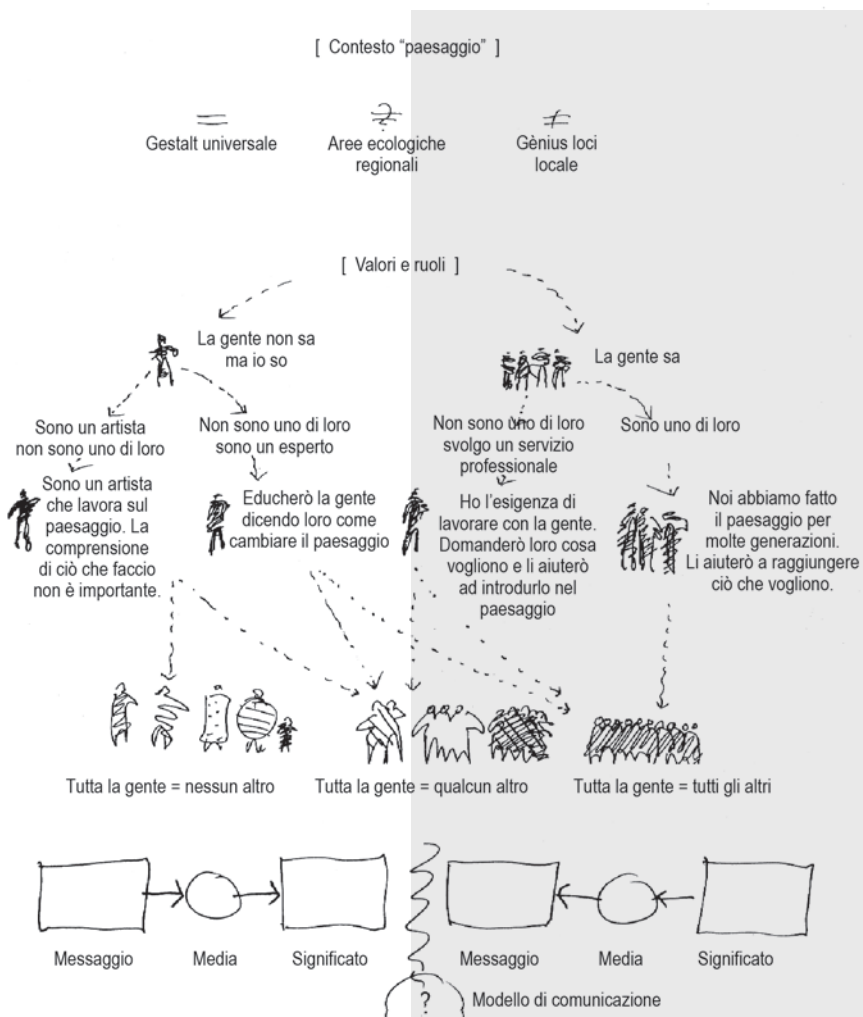 [ Contesto “paesaggio” ]
=
?
≠
Gestalt universale
Aree ecologiche
regionali
Gènius loci
locale
[ Valori e ruoli ]
La gente non sa
ma io so
La gente sa
Sono un artista
non sono uno di loro
Non sono uno di loro
sono un esperto
Non sono uno di loro
svolgo un servizio
professionale
Sono uno di loro
Sono un artista
che lavora sul
paesaggio. La
comprensione
di ciò che faccio
non è importante.
Educherò la gente
dicendo loro come
cambiare il paesaggio
Ho l’esigenza di
lavorare con la gente.
Domanderò loro cosa
vogliono e li aiuterò
ad introdurlo nel
paesaggio
Noi abbiamo fatto
il paesaggio per
molte generazioni.
Li aiuterò a raggiungere
ciò che vogliono.
Tutta la gente = nessun altro
Tutta la gente = qualcun altro
Tutta la gente = tutti gli altri
Messaggio
Media
Significato
Messaggio
Media
Significato
?
Modello di comunicazione